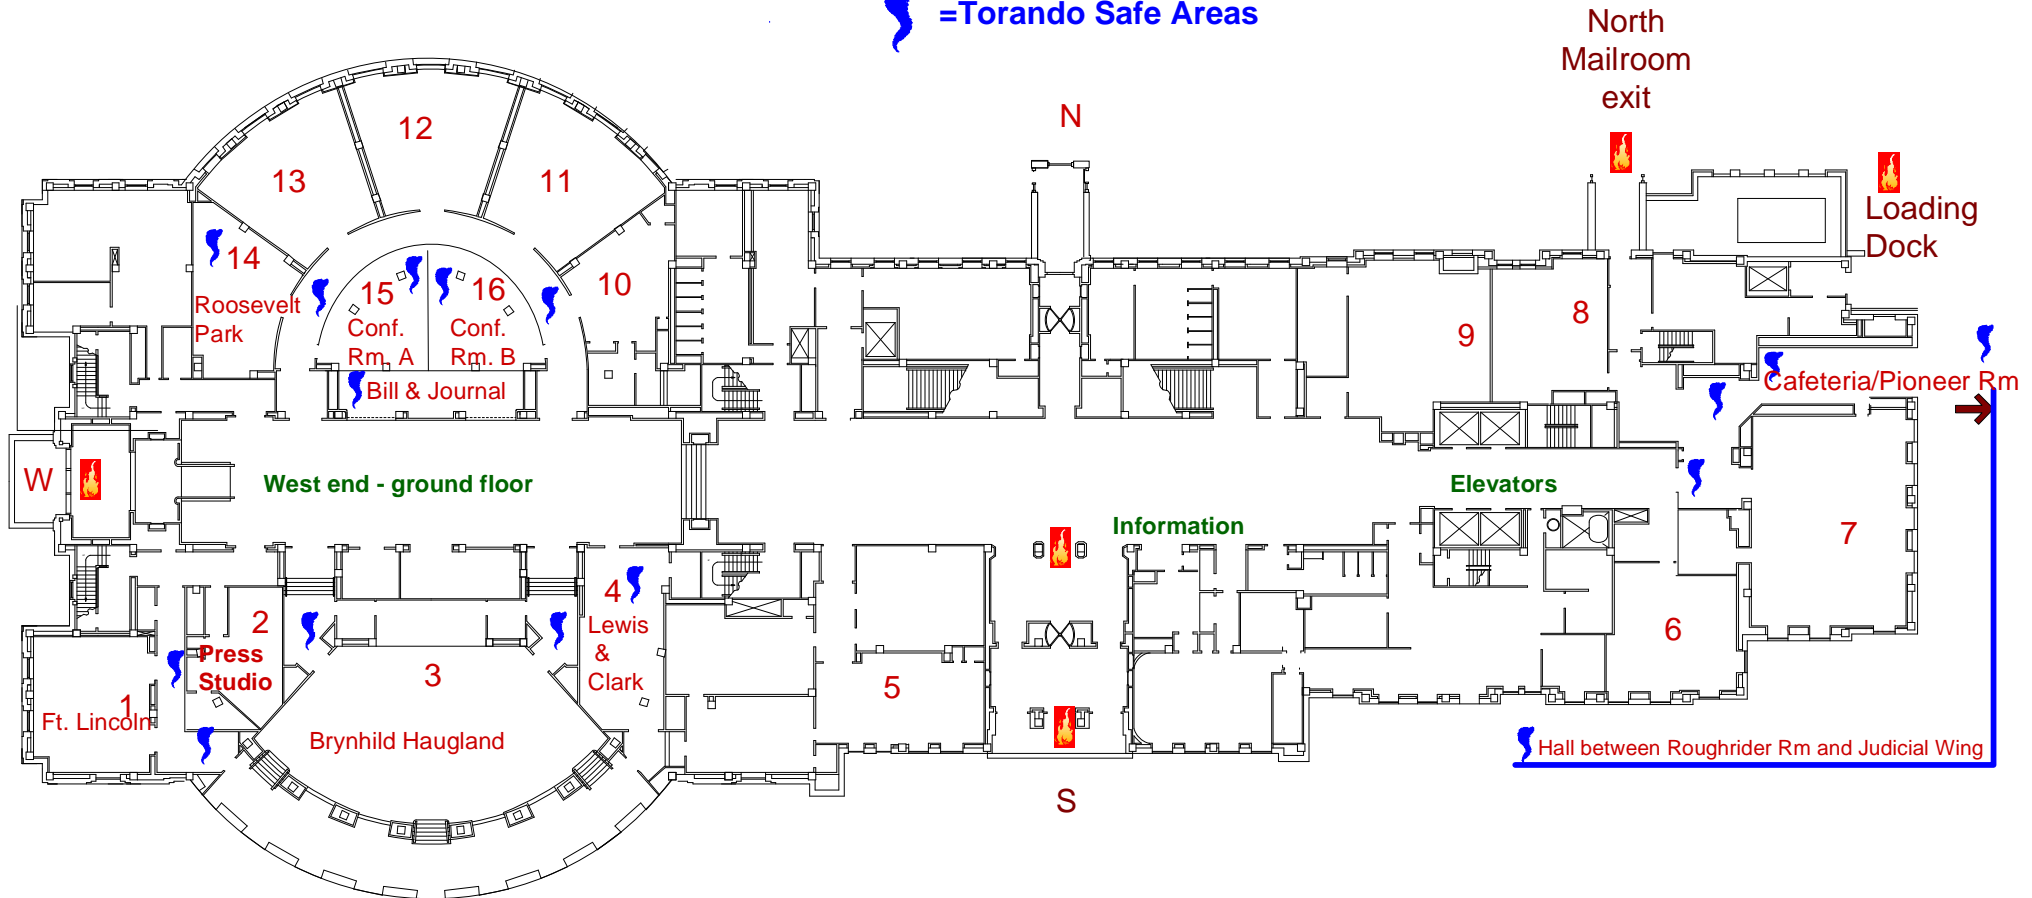 =Torando Safe Areas
North
Mailroom
exit
N
12
13
11
Loading
Dock
14
15
16
10
Roosevelt
Park
Conf.
Rm. A
Conf.
Rm. B
8
9
Bill & Journal
Cafeteria/Pioneer Rm
W
West end - ground floor
Elevators
Information
7
4
2
Lewis
&
Clark
6
Press
Studio
3
5
1
Ft. Lincoln
Brynhild Haugland
Hall between Roughrider Rm and Judicial Wing
S